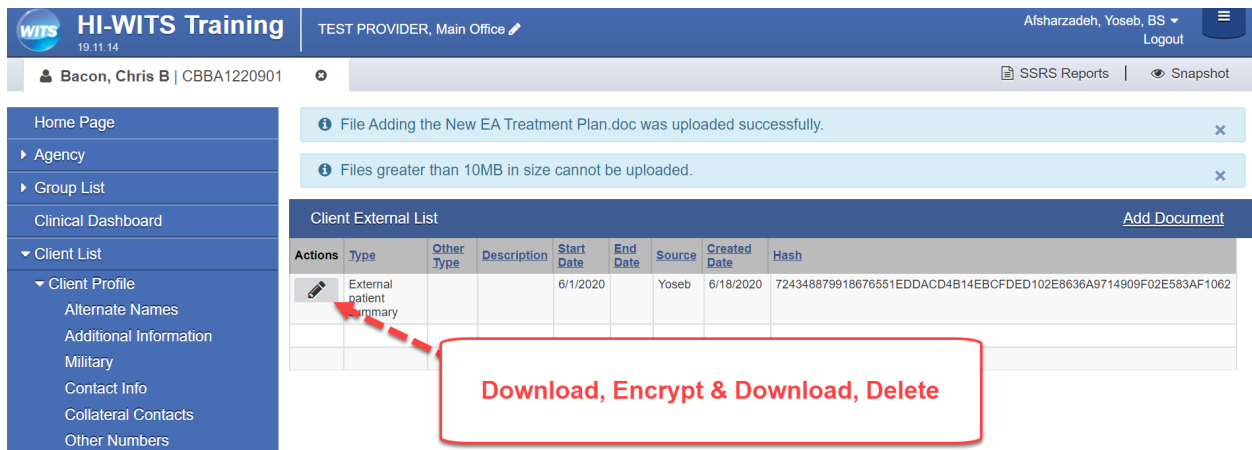 WITS
HI-WITS Training
19.11.14
TEST PROVIDER, Main Office
Afsharzadeh, Yoseb, BS
Logout
Bacon, Chris B | CBBA1220901
SSRS Reports | Snapshot
Home Page
Agency
Group List
Clinical Dashboard
Client List
Client Profile
Alternate Names
Additional Information
Military
Contact Info
Collateral Contacts
Other Numbers
File Adding the New EA Treatment Plan.doc was uploaded successfully.
Files greater than 10MB in size cannot be uploaded.
Client External List
Add Document
Actions Type Other Type Description Start Date End Date Source Created Date Hash
External patient summary 6/1/2020 Yoseb 6/18/2020 724348879918676551EDDACD4B14EBCFDED102E8636A9714909F02E583AF1062
Download, Encrypt & Download, Delete